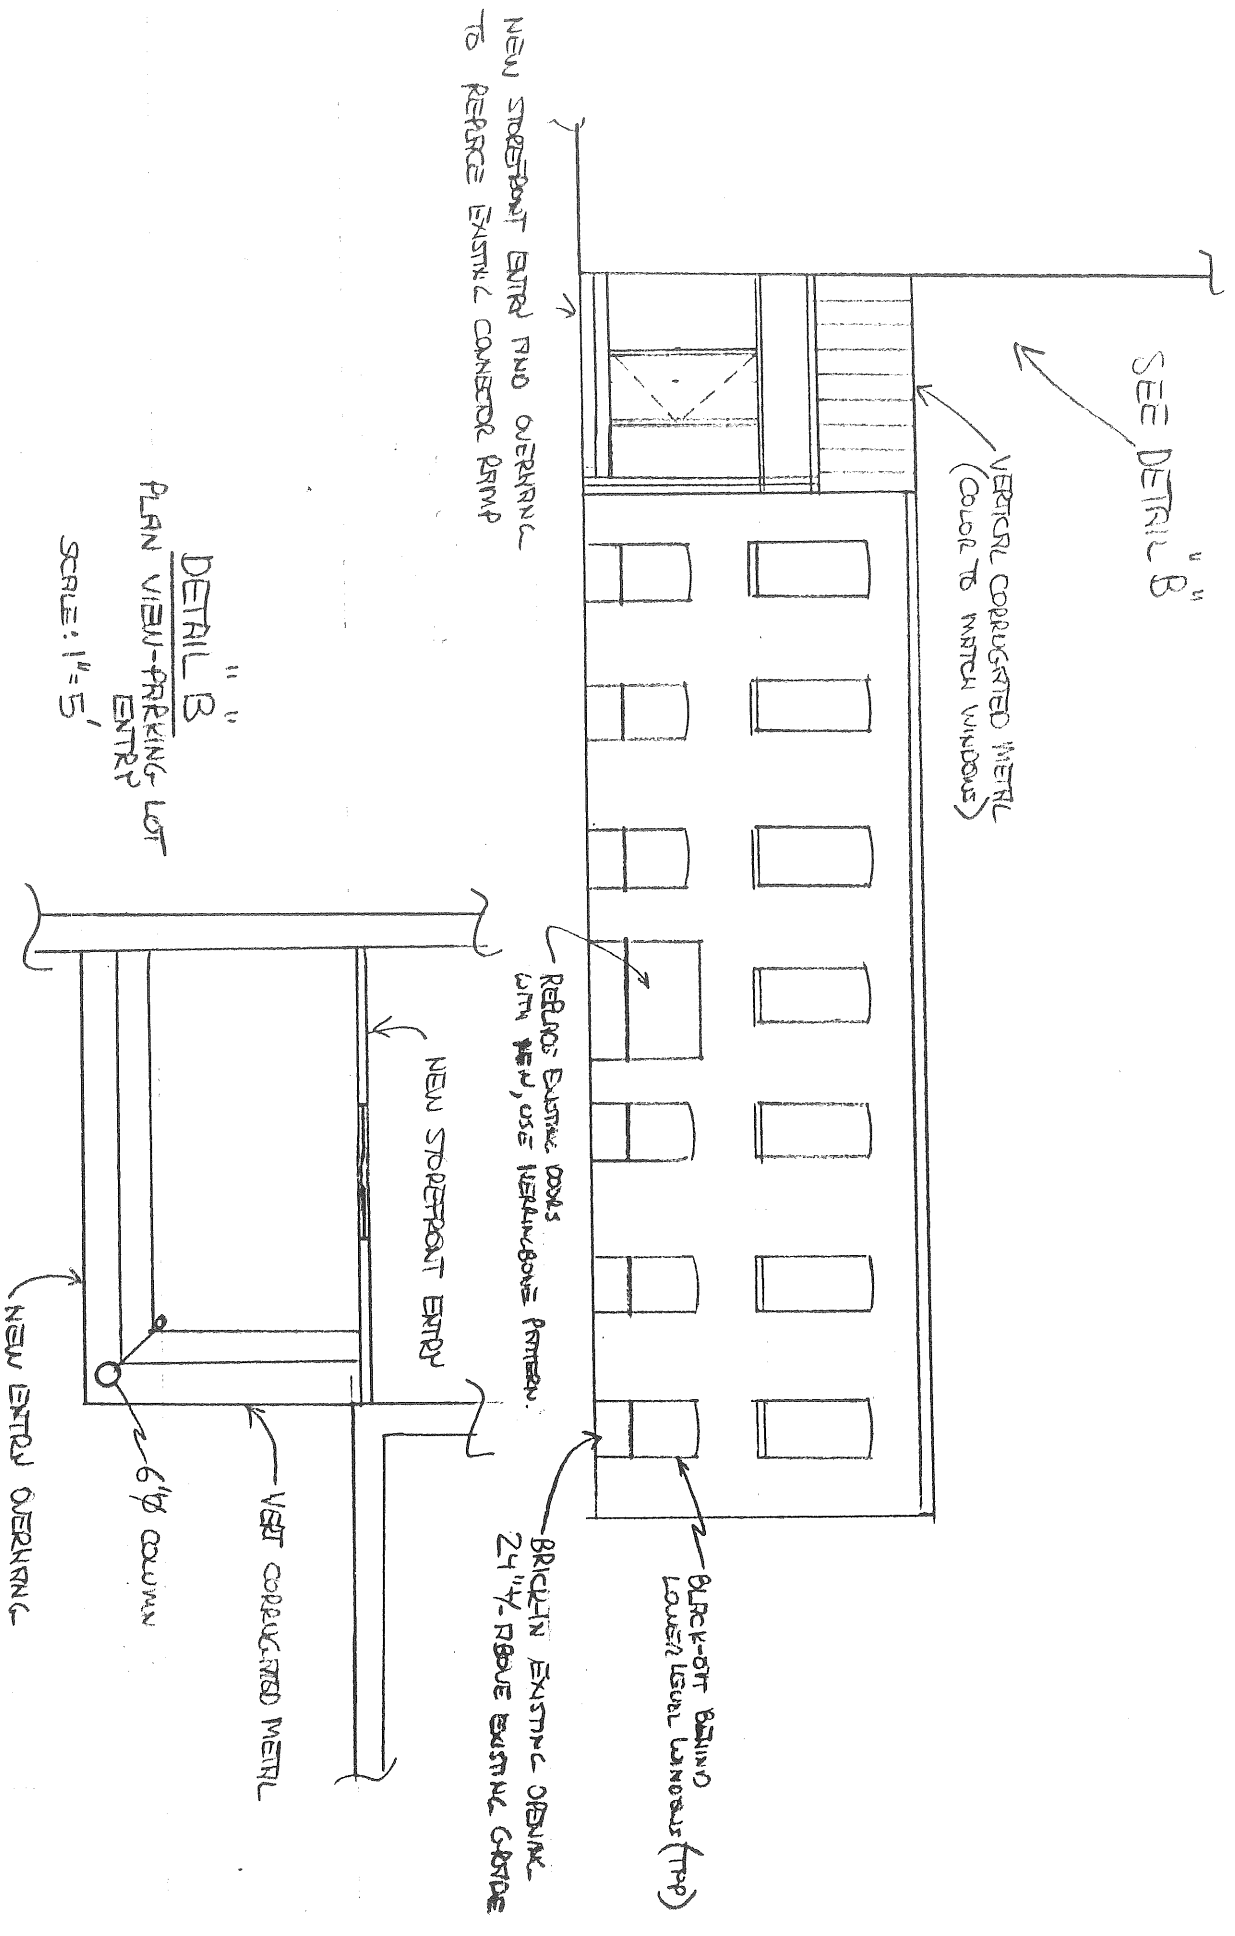 SEE DETAIL "B"
VERTICAL CORRUGATED METAL
(COLOR TO MATCH WINDOWS)
NEW STOREFRONT ENTRY AND OVERHANG
TO REPLACE EXISTING CONNECTOR RAMP
REPLACE EXISTING DOORS
WITH NEW, USE HERRINGBONE PATTERN.
BLACK-OUT BEHIND
LOWER LEVEL WINDOWS (TYP)
BRICK-IN EXISTING OPENING
24"+/- ABOVE EXISTING GRADE
DETAIL "B"
PLAN VIEW-PARKING LOT
ENTRY
SCALE: 1"=5'
NEW STOREFRONT ENTRY
VERT CORRUGATED METAL
6"Ø COLUMN
NEW ENTRY OVERHANG